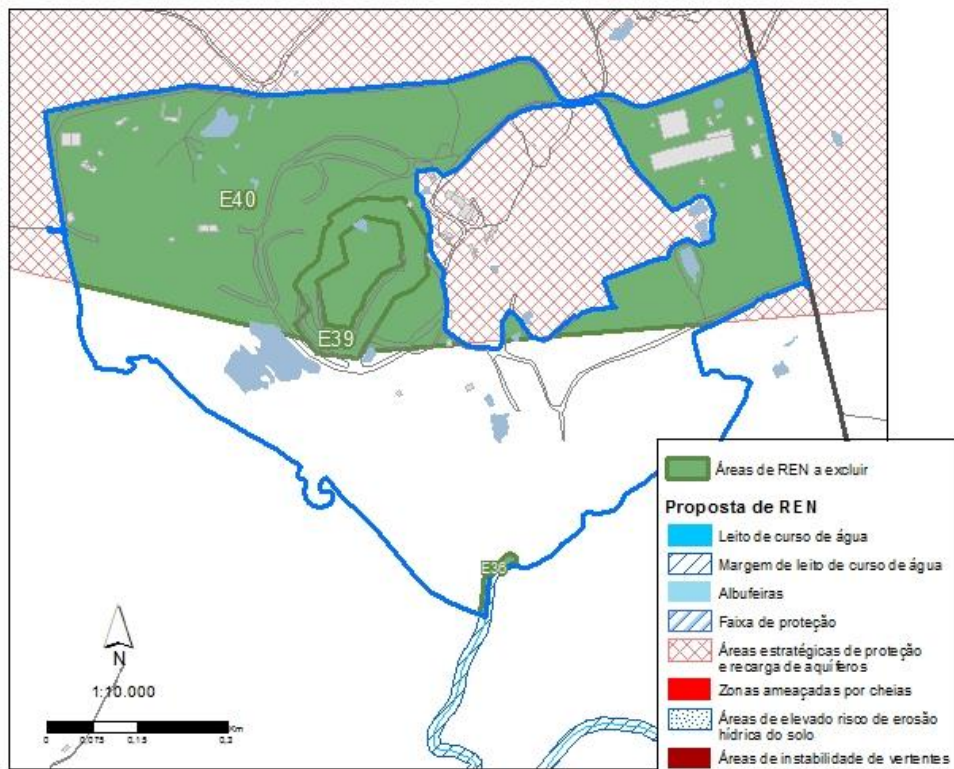 E40
E39
E38
N
1:10.000
Km
0 0,075 0,15 0,3
Áreas de REN a excluir
Proposta de REN
Leito de curso de água
Margem de leito de curso de água
Albufeiras
Faixa de proteção
Áreas estratégicas de proteção
e recarga de aquíferos
Zonas ameaçadas por cheias
Áreas de elevado risco de erosão
hídrica do solo
Áreas de instabilidade de vertentes